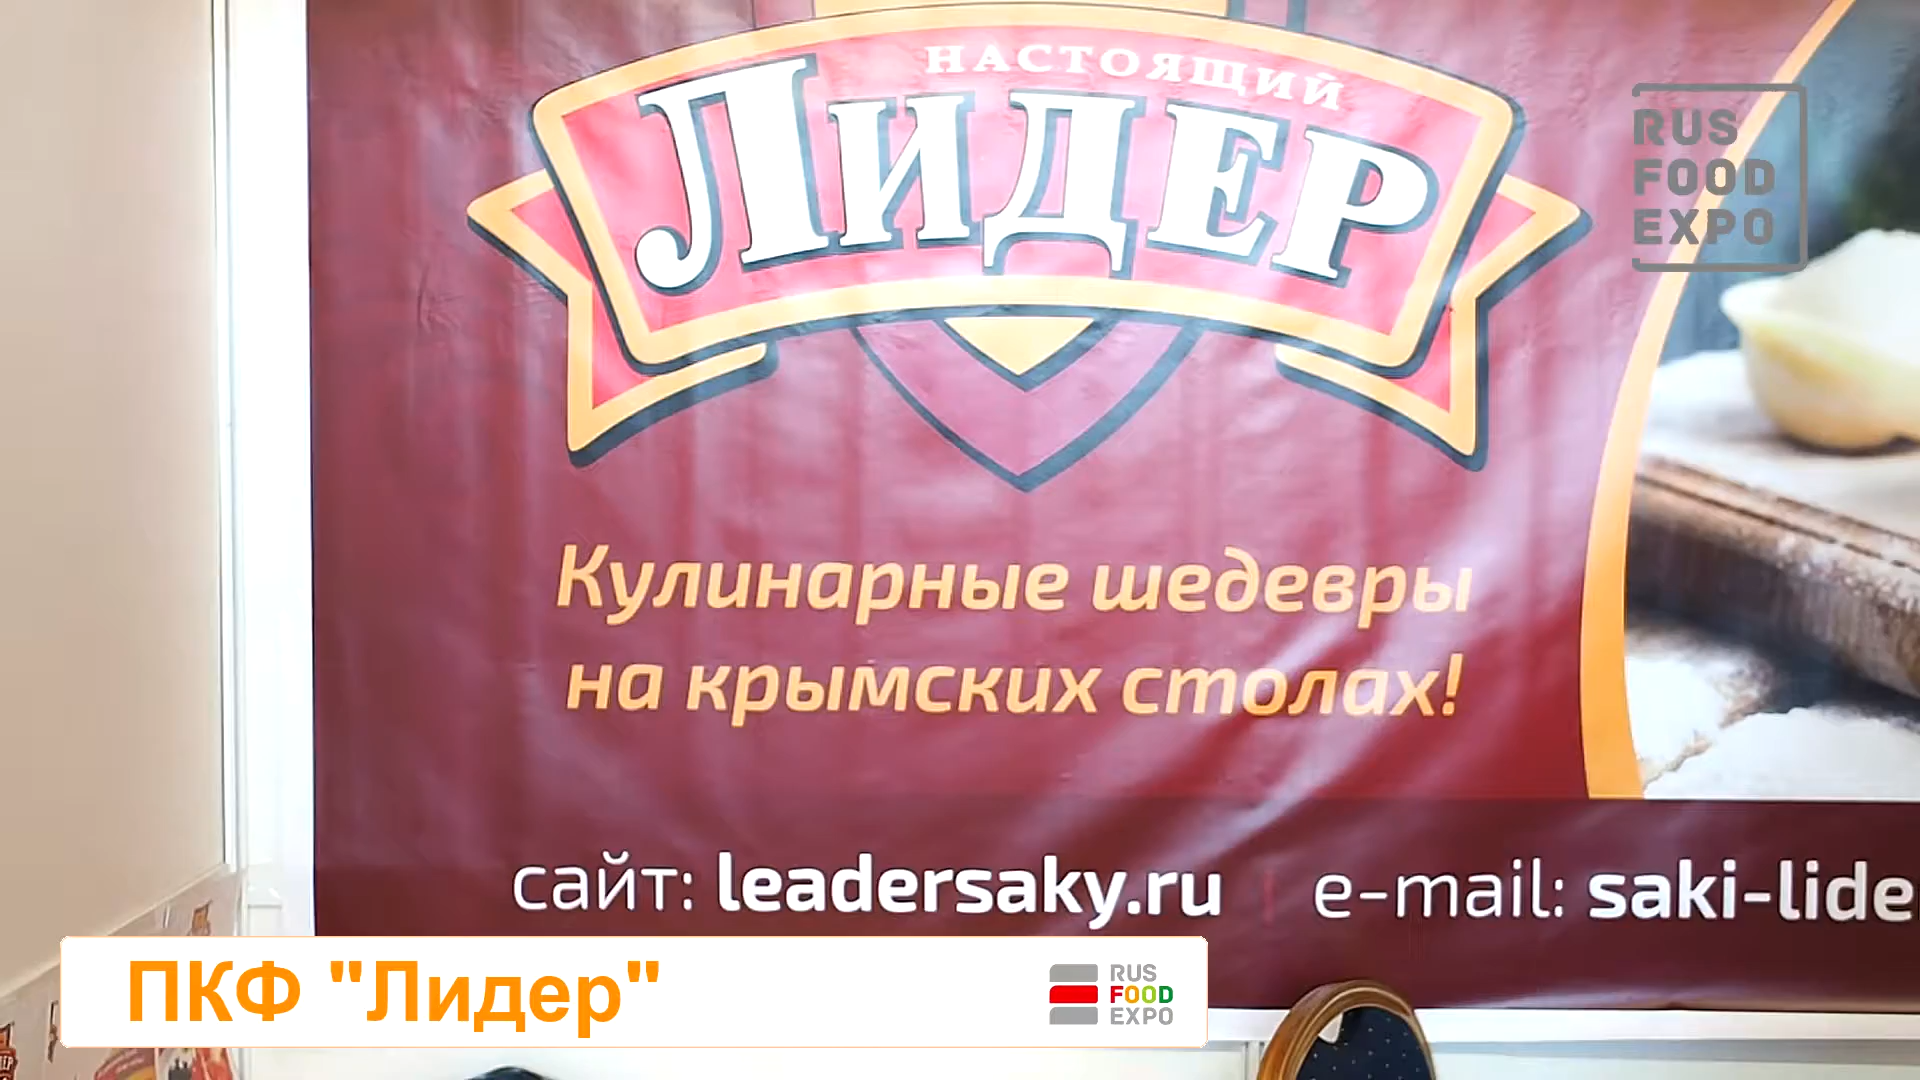 НАСТОЯЩИЙ
ЛИДЕР
RUS
FOOD
EXPO
Кулинарные шедевры
на крымских столах!
сайт: leadersaky.ru
e-mail: saki-lide
ПКФ "Лидер"
RUS
FOOD
EXPO